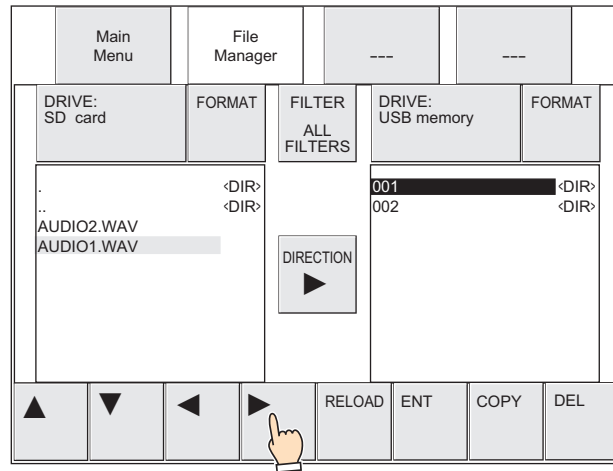 Main
Menu
File
Manager
---
---
DRIVE:
SD card
FORMAT
FILTER
ALL
FILTERS
DRIVE:
USB memory
FORMAT
. <DIR>
.. <DIR>
AUDIO2.WAV
AUDIO1.WAV
DIRECTION
001 <DIR>
002 <DIR>
RELOAD
ENT
COPY
DEL